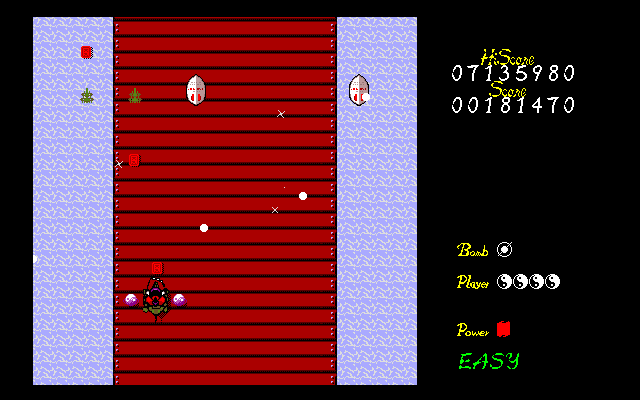 HiScore
07135980
Score
00181470
Bomb
Player
Power
EASY